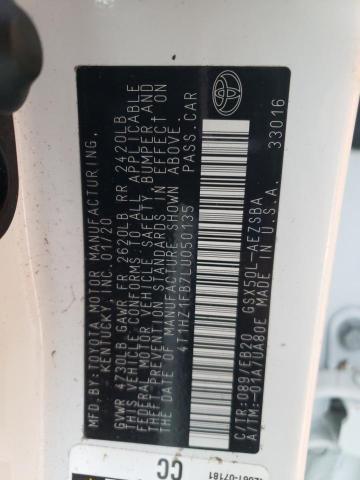 MFD.BY:TOYOTA MOTOR MANUFACTURING,
KENTUCKY, INC. 01/20
GVWR 4730LB GAWR FR 2620LB RR 2420LB
THIS VEHICLE CONFORMS TO ALL APPLICABLE
FEDERAL MOTOR VEHICLE SAFETY, BUMPER AND
THEFT PREVENTION STANDARDS IN EFFECT ON
THE DATE OF MANUFACTURE SHOWN ABOVE.
4T1HZ1FB7LU050135 PASS.CAR
C/TR:089/EB20 GSX50L-AEZSBA
A/TM:-01A/UA80E MADE IN U.S.A. 33016
TOYOTA
CC